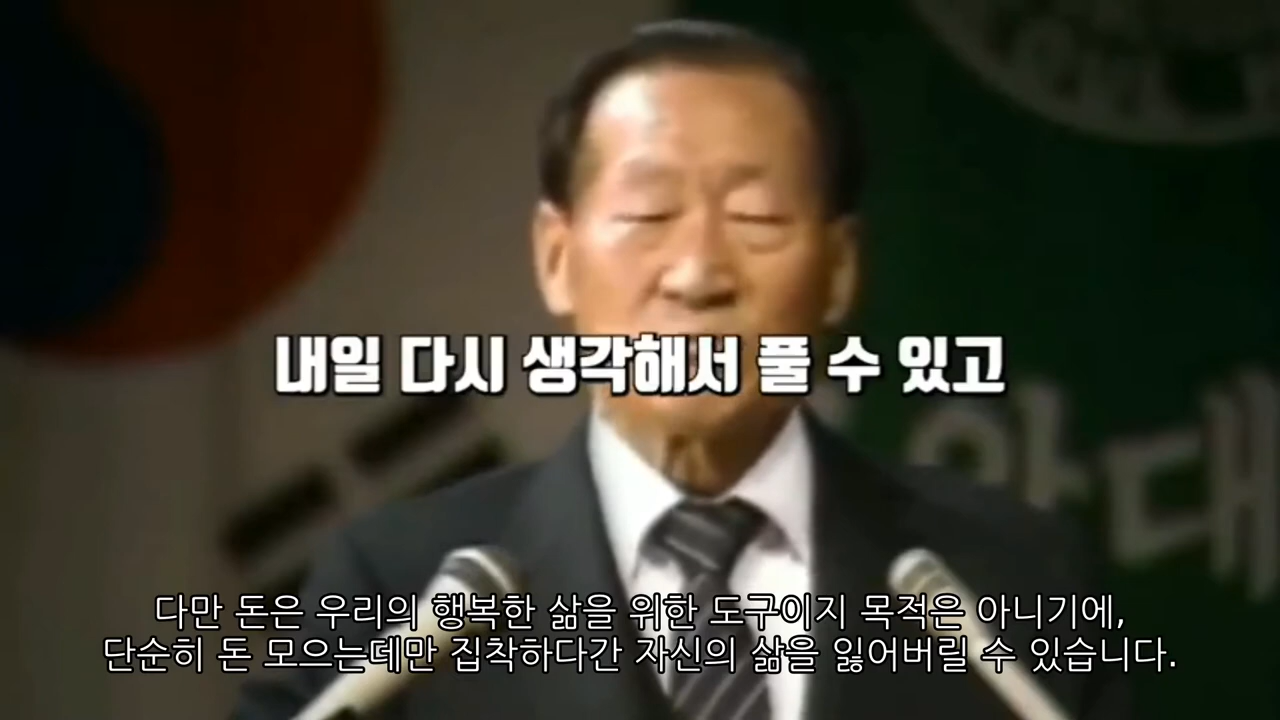 내일 다시 생각해서 풀 수 있고
다만 돈은 우리의 행복한 삶을 위한 도구이지 목적은 아니기에,
단순히 돈 모으는데만 집착하다간 자신의 삶을 잃어버릴 수 있습니다.